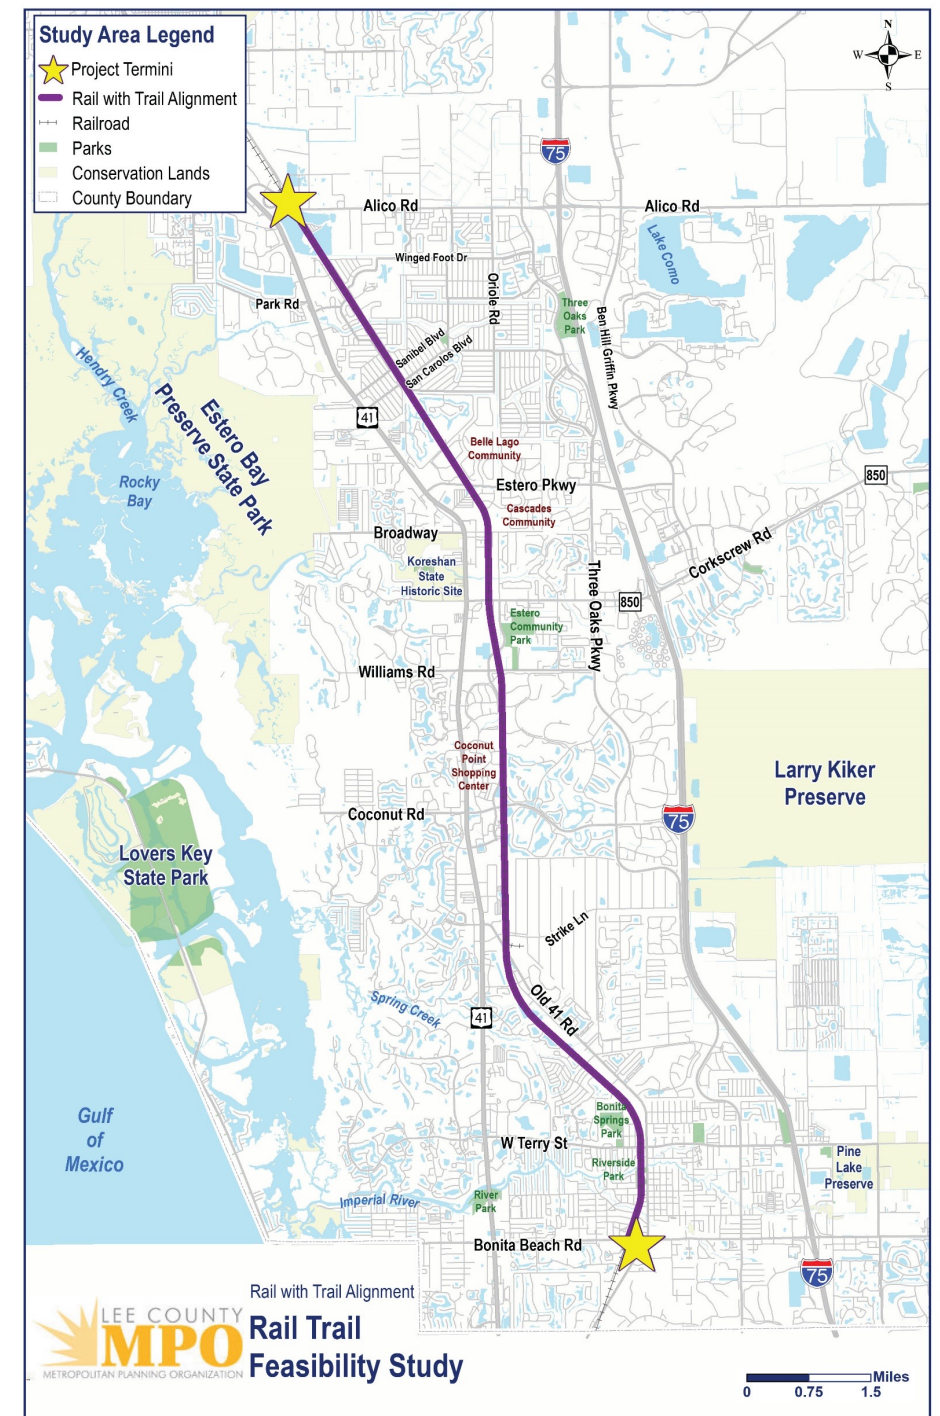 Study Area Legend
Project Termini
Rail with Trail Alignment
Railroad
Parks
Conservation Lands
County Boundary
N
W E
S
75
Alico Rd
Alico Rd
Lake Como
Winged Foot Dr
Oriole Rd
Park Rd
Three
Oaks
Park
Ben Hill Griffin Pkwy
Sanibel Blvd
San Carolos Blvd
Hendry Creek
Estero Bay
Preserve State Park
41
Belle Lago
Community
Rocky
Bay
Estero Pkwy
850
Cascades
Community
Broadway
Corkscrew Rd
Koreshan
State
Historic Site
Three Oaks Pkwy
850
Estero
Community
Park
Williams Rd
Coconut
Point
Shopping
Center
Larry Kiker
Preserve
Coconut Rd
75
Lovers Key
State Park
Strike Ln
Spring Creek
Old 41 Rd
41
Gulf
of
Mexico
Bonita
Springs
Park
W Terry St
Riverside
Park
Pine
Lake
Preserve
Imperial River
River
Park
Bonita Beach Rd
75
LEE COUNTY
MPO
METROPOLITAN PLANNING ORGANIZATION
Rail with Trail Alignment
Rail Trail
Feasibility Study
Miles
0 0.75 1.5